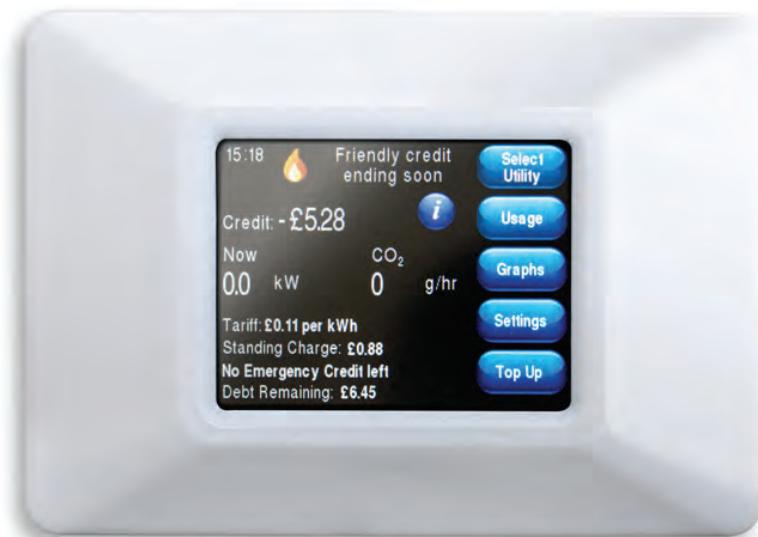 15:18
Friendly credit
ending soon
Select
Utility
Credit: -£5.28
i
Usage
Now
CO₂
0.0 kW
0 g/hr
Graphs
Tariff: £0.11 per kWh
Settings
Standing Charge: £0.88
No Emergency Credit left
Top Up
Debt Remaining: £6.45